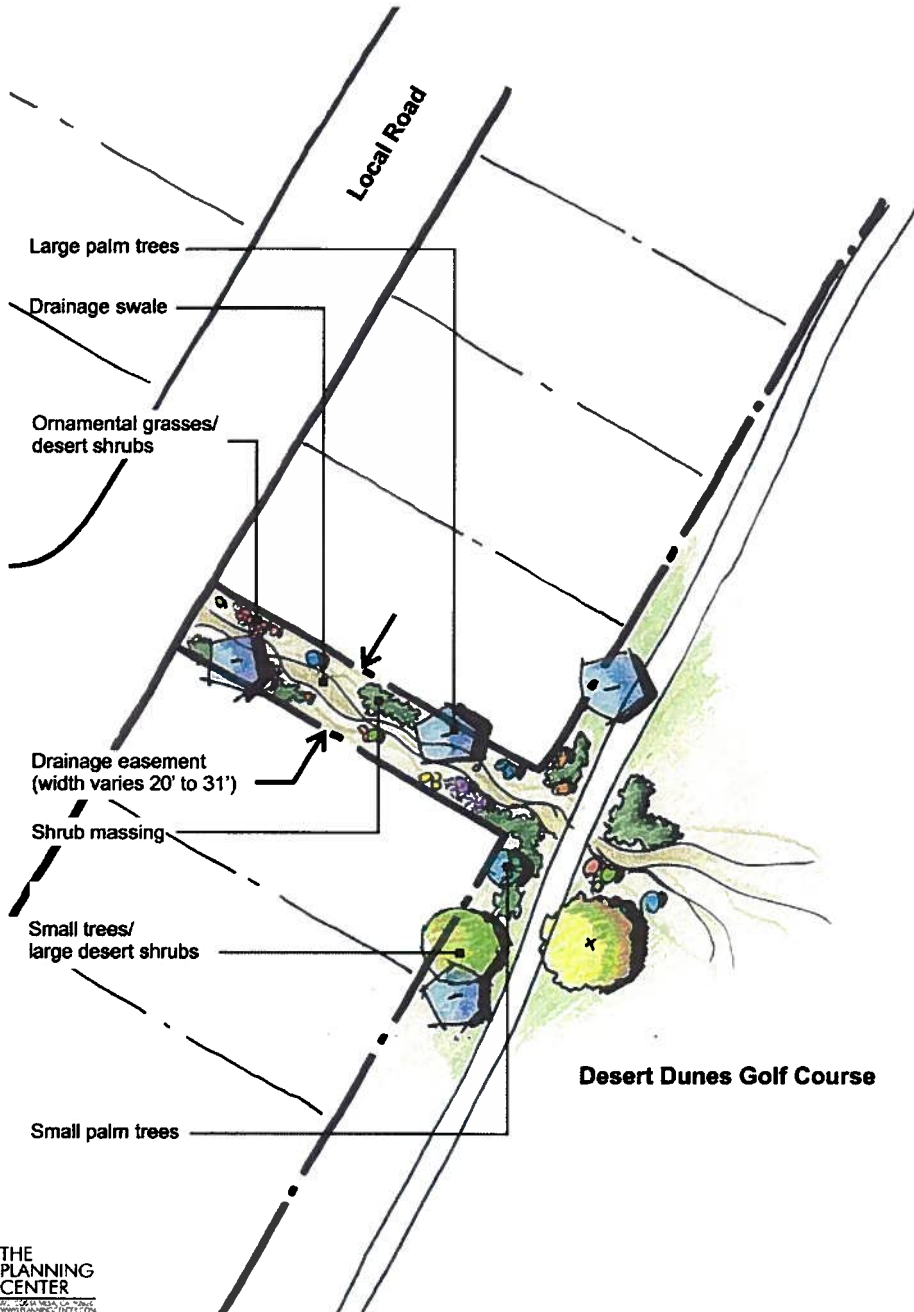 Local Road
Large palm trees
Drainage swale
Ornamental grasses/
desert shrubs
Drainage easement
(width varies 20' to 31')
Shrub massing
Small trees/
large desert shrubs
Desert Dunes Golf Course
Small palm trees
THE
PLANNING
CENTER